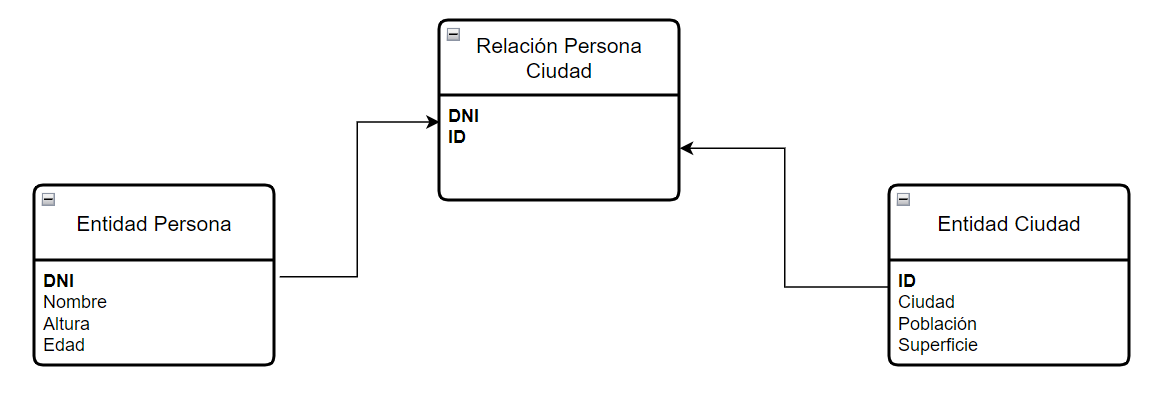 Relación Persona
Ciudad
DNI
ID
Entidad Persona
DNI
Nombre
Altura
Edad
Entidad Ciudad
ID
Ciudad
Población
Superficie